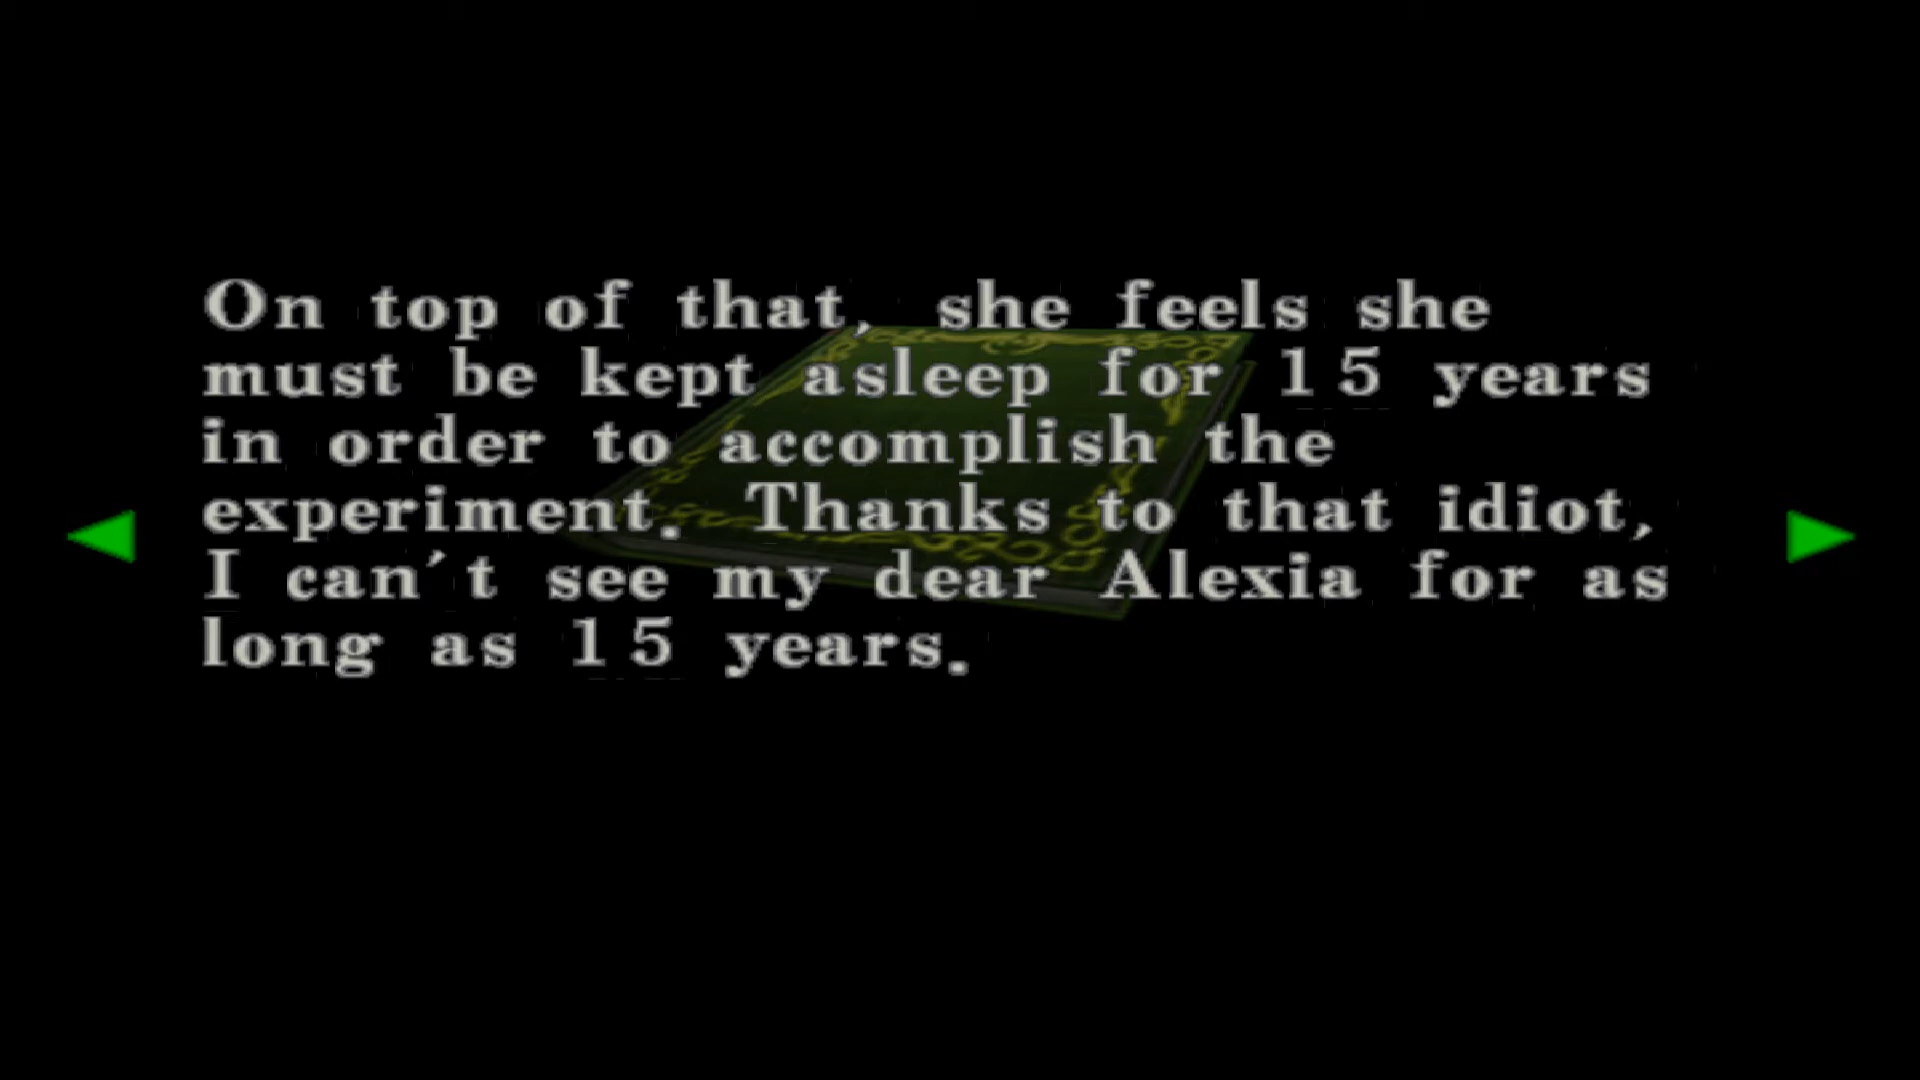 On top of that, she feels she
must be kept asleep for 15 years
in order to accomplish the
experiment. Thanks to that idiot,
I can't see my dear Alexia for as
long as 15 years.